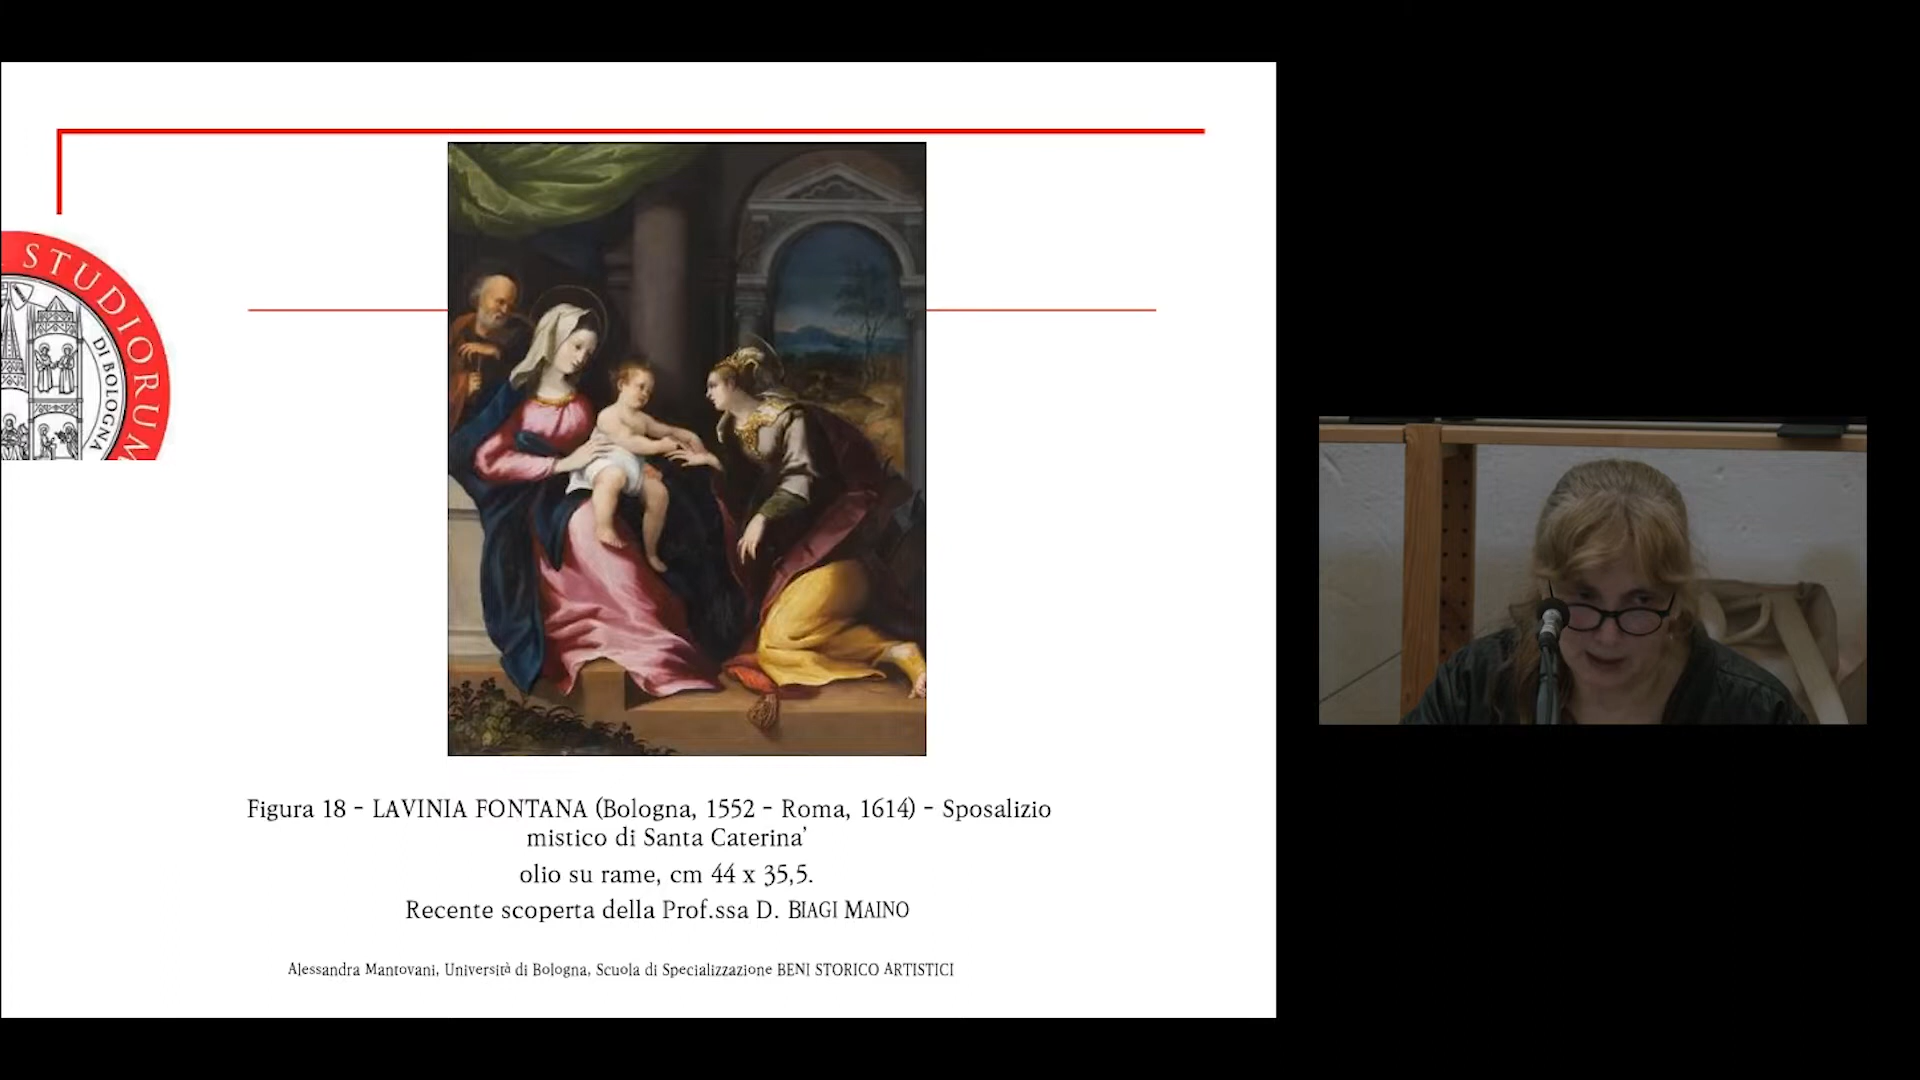 STUDIORUM
DI BOLOGNA
Figura 18 - LAVINIA FONTANA (Bologna, 1552 - Roma, 1614) - Sposalizio
mistico di Santa Caterina’
olio su rame, cm 44 x 35,5.
Recente scoperta della Prof.ssa D. BIAGI MAINO
Alessandra Mantovani, Università di Bologna, Scuola di Specializzazione BENI STORICO ARTISTICI